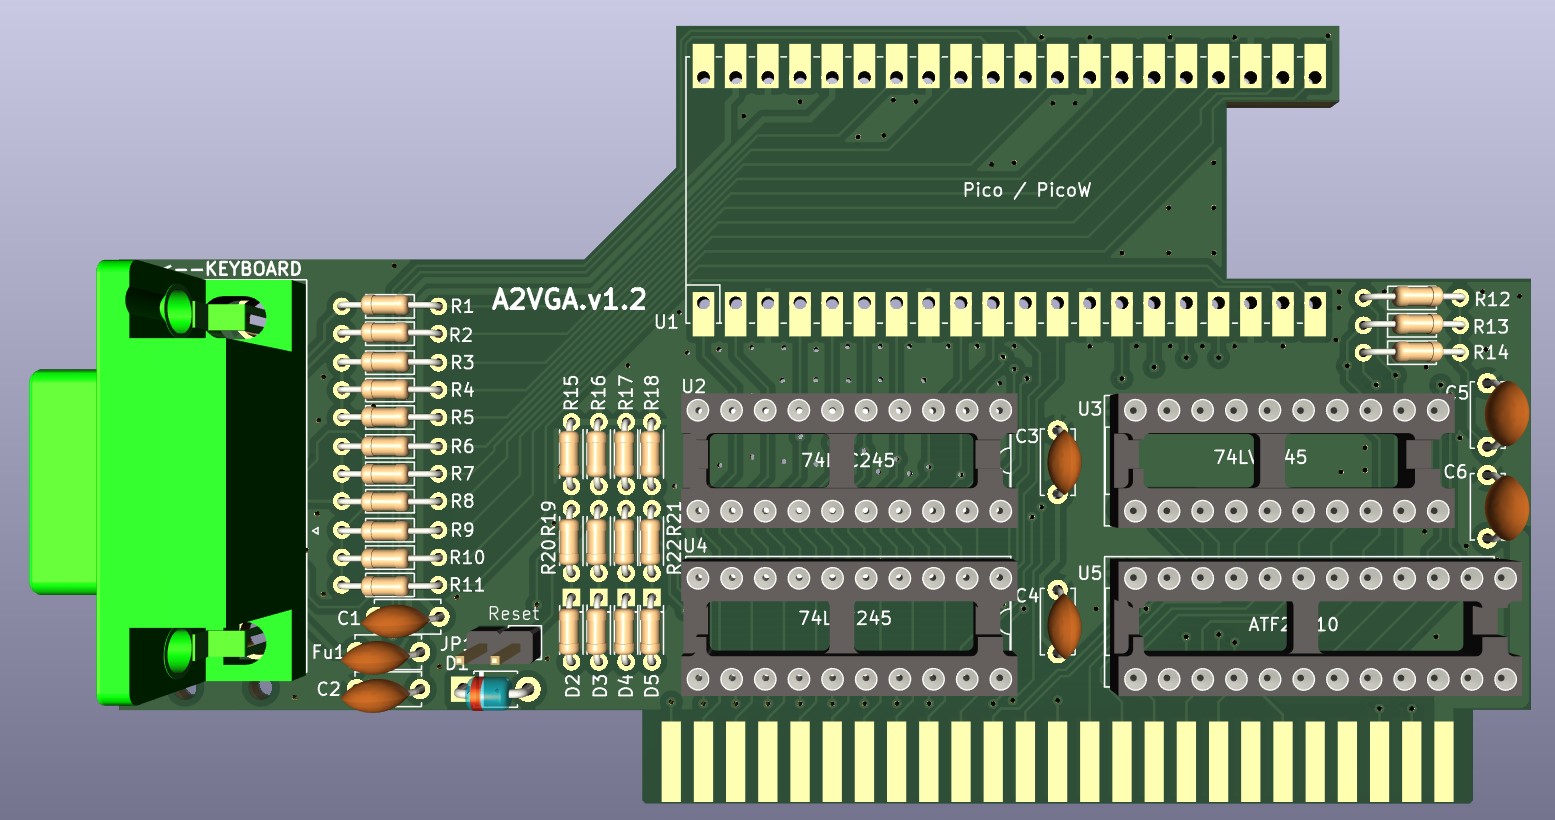 Pico / PicoW
<--KEYBOARD
A2VGA.v1.2
U1
R1
R2
R3
R4
R5
R6
R7
R8
R9
R10
R11
R12
R13
R14
R15
R16
R17
R18
U2
U3
C3
C5
C6
R19
R20
R21
R22
U4
U5
C4
C1
Fu1
C2
Reset
D1
D2
D3
D4
D5